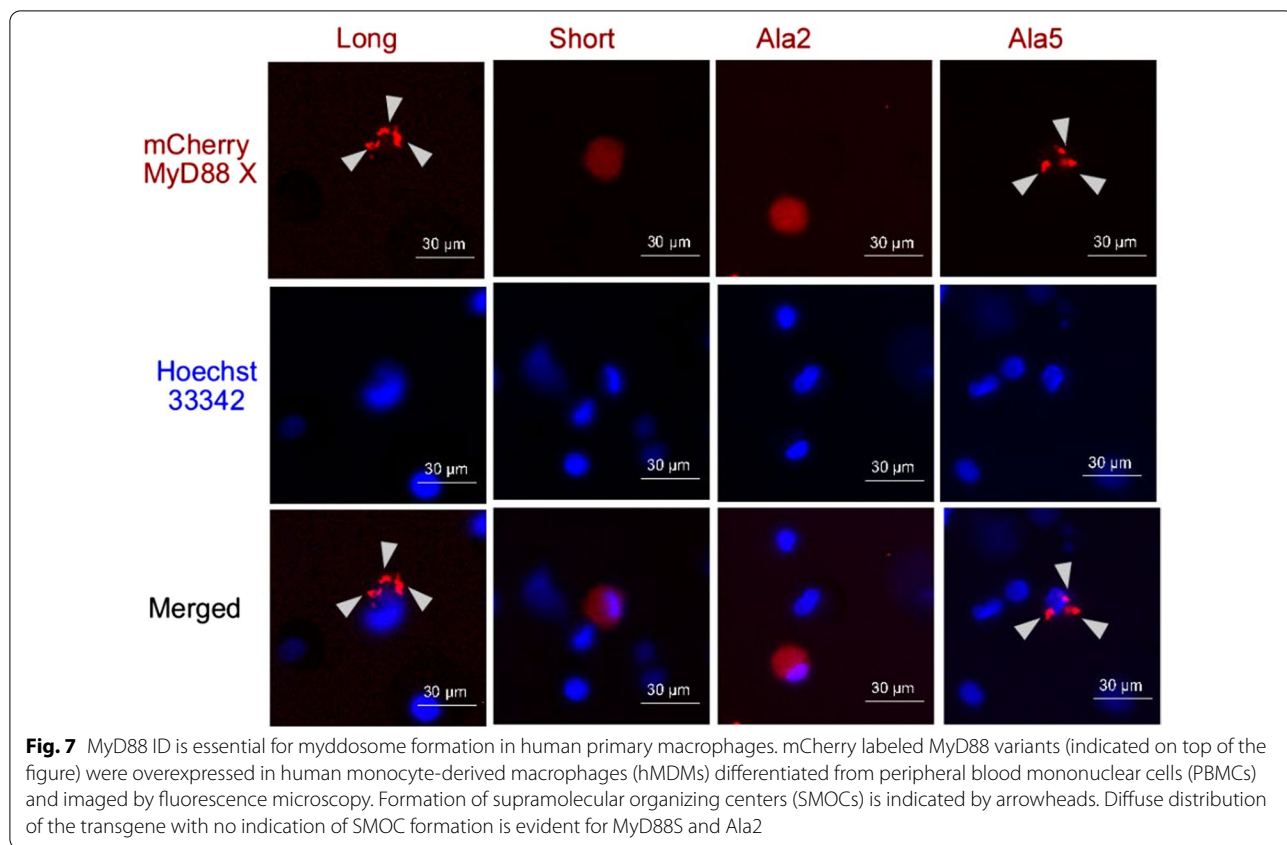 Long Short Ala2 Ala5
mCherry
MyD88 X
30 µm 30 µm 30 µm 30 µm
Hoechst
33342
30 µm 30 µm 30 µm 30 µm
Merged
30 µm 30 µm 30 µm 30 µm
Fig. 7 MyD88 ID is essential for myddosome formation in human primary macrophages. mCherry labeled MyD88 variants (indicated on top of the
figure) were overexpressed in human monocyte-derived macrophages (hMDMs) differentiated from peripheral blood mononuclear cells (PBMCs)
and imaged by fluorescence microscopy. Formation of supramolecular organizing centers (SMOCs) is indicated by arrowheads. Diffuse distribution
of the transgene with no indication of SMOC formation is evident for MyD88S and Ala2